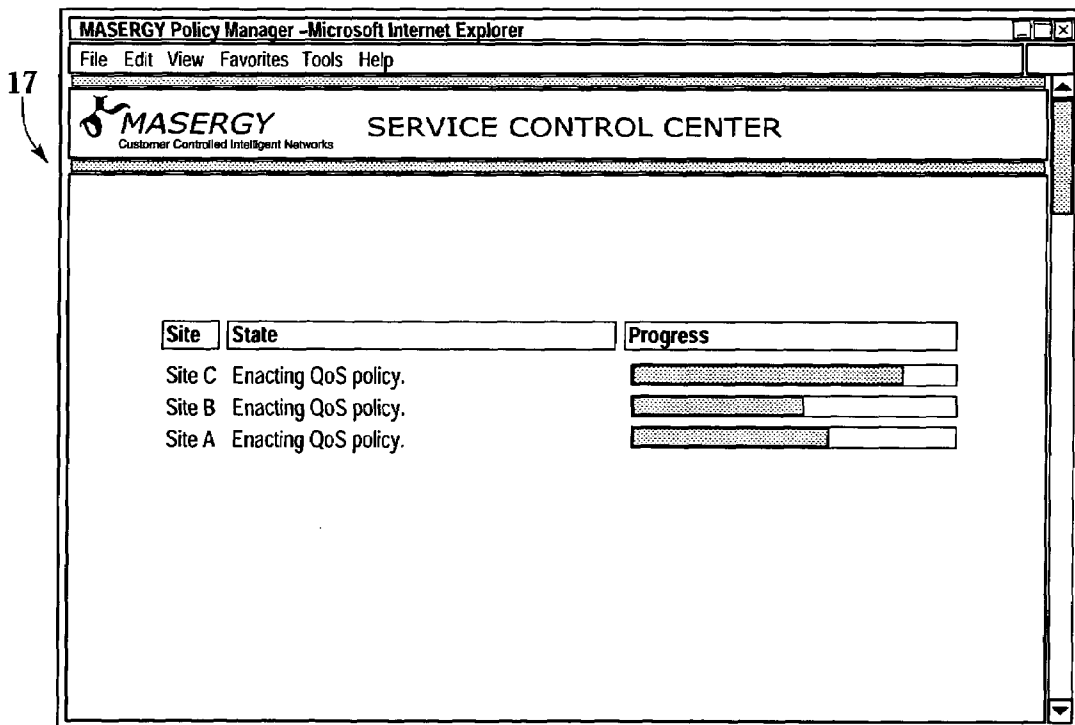 MASERGY Policy Manager –Microsoft Internet Explorer
File Edit View Favorites Tools Help
17
MASERGY
Customer Controlled Intelligent Networks
SERVICE CONTROL CENTER
Site State Progress
Site C Enacting QoS policy.
Site B Enacting QoS policy.
Site A Enacting QoS policy.